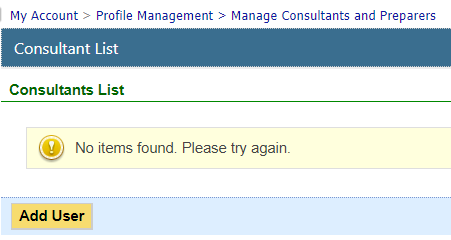 My Account > Profile Management > Manage Consultants and Preparers
Consultant List
Consultants List
No items found. Please try again.
Add User